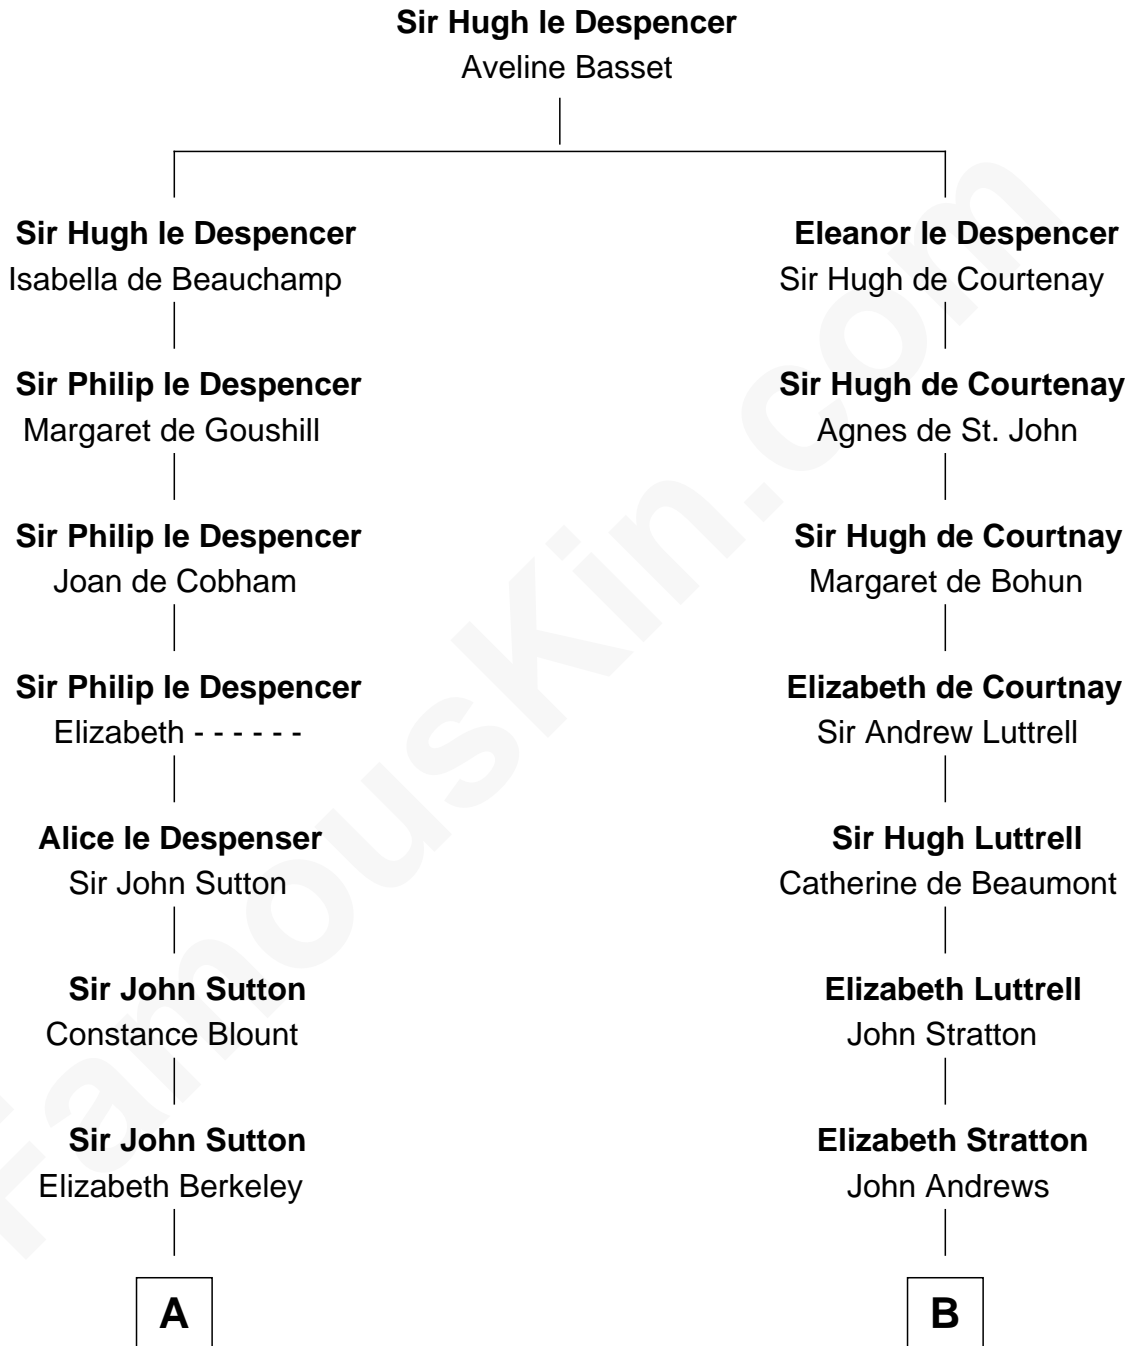 Sir Hugh le Despencer
Aveline Basset
Sir Hugh le Despencer
Isabella de Beauchamp
Sir Philip le Despencer
Margaret de Goushill
Sir Philip le Despencer
Joan de Cobham
Sir Philip le Despencer
Elizabeth - - - - - -
Alice le Despenser
Sir John Sutton
Sir John Sutton
Constance Blount
Sir John Sutton
Elizabeth Berkeley
A
Eleanor le Despencer
Sir Hugh de Courtenay
Sir Hugh de Courtenay
Agnes de St. John
Sir Hugh de Courtnay
Margaret de Bohun
Elizabeth de Courtnay
Sir Andrew Luttrell
Sir Hugh Luttrell
Catherine de Beaumont
Elizabeth Luttrell
John Stratton
Elizabeth Stratton
John Andrews
B
FamousKin.com